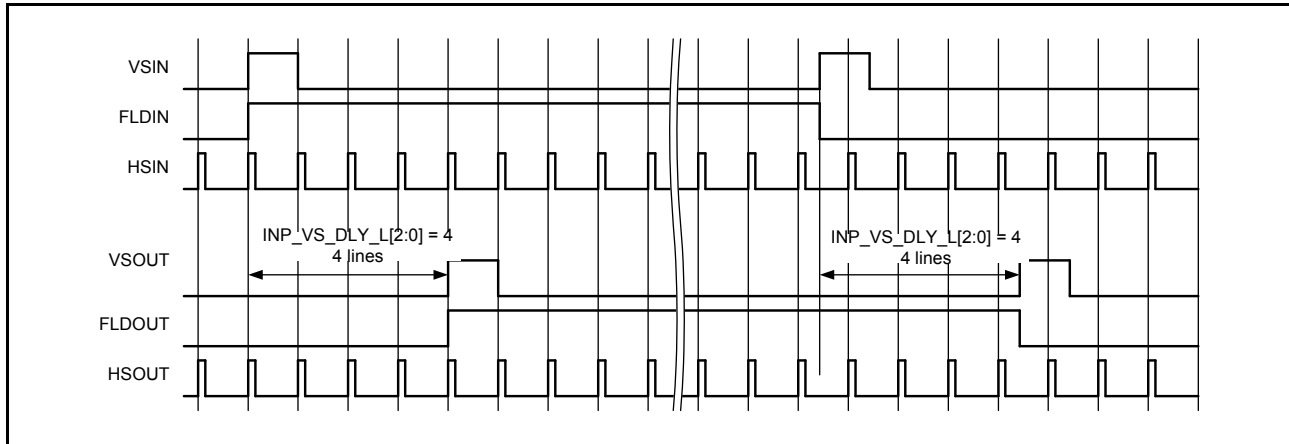 VSIN
FLDIN
HSIN
INP_VS_DLY_L[2:0] = 4
4 lines
INP_VS_DLY_L[2:0] = 4
4 lines
VSOUT
FLDOUT
HSOUT